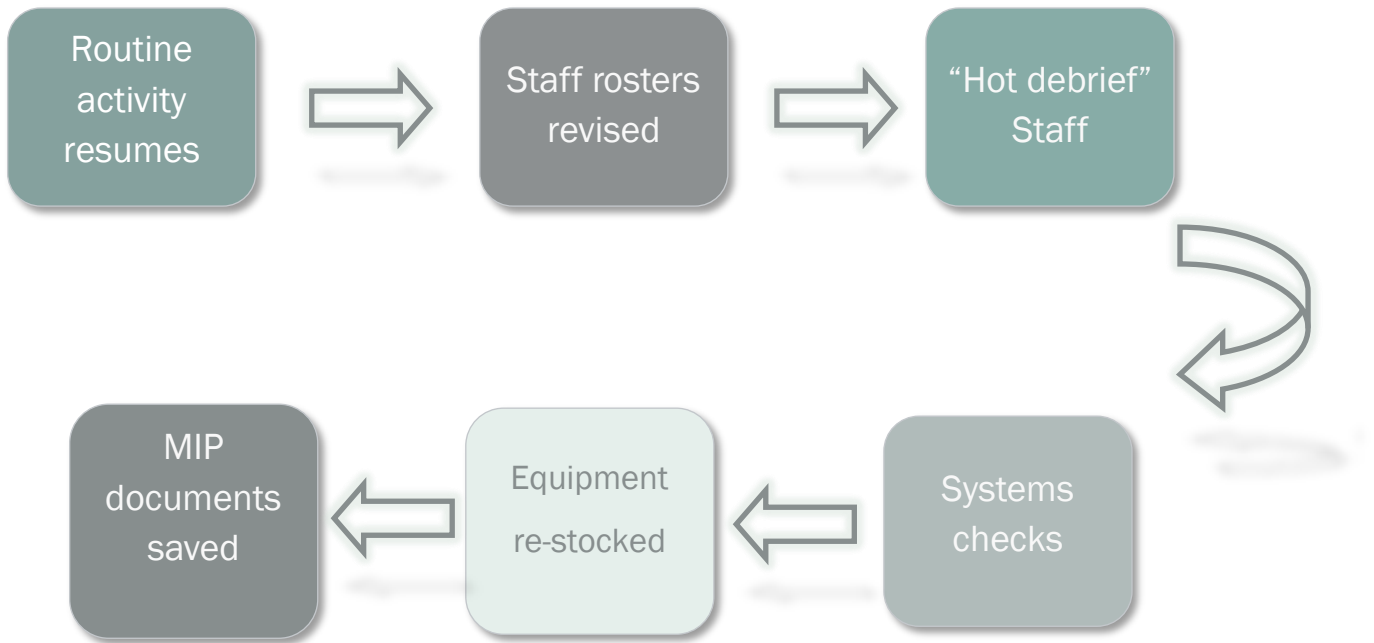 Routine
activity
resumes
Staff rosters
revised
“Hot debrief”
Staff
Systems
checks
Equipment
re-stocked
MIP
documents
saved